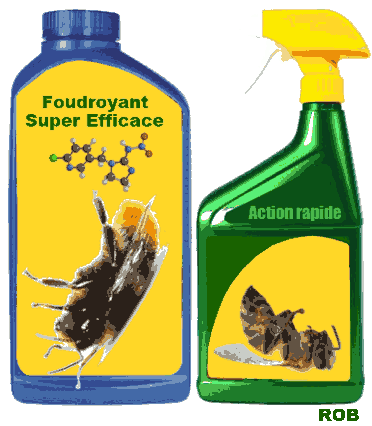 Foudroyant
Super Efficace
Action rapide
ROB